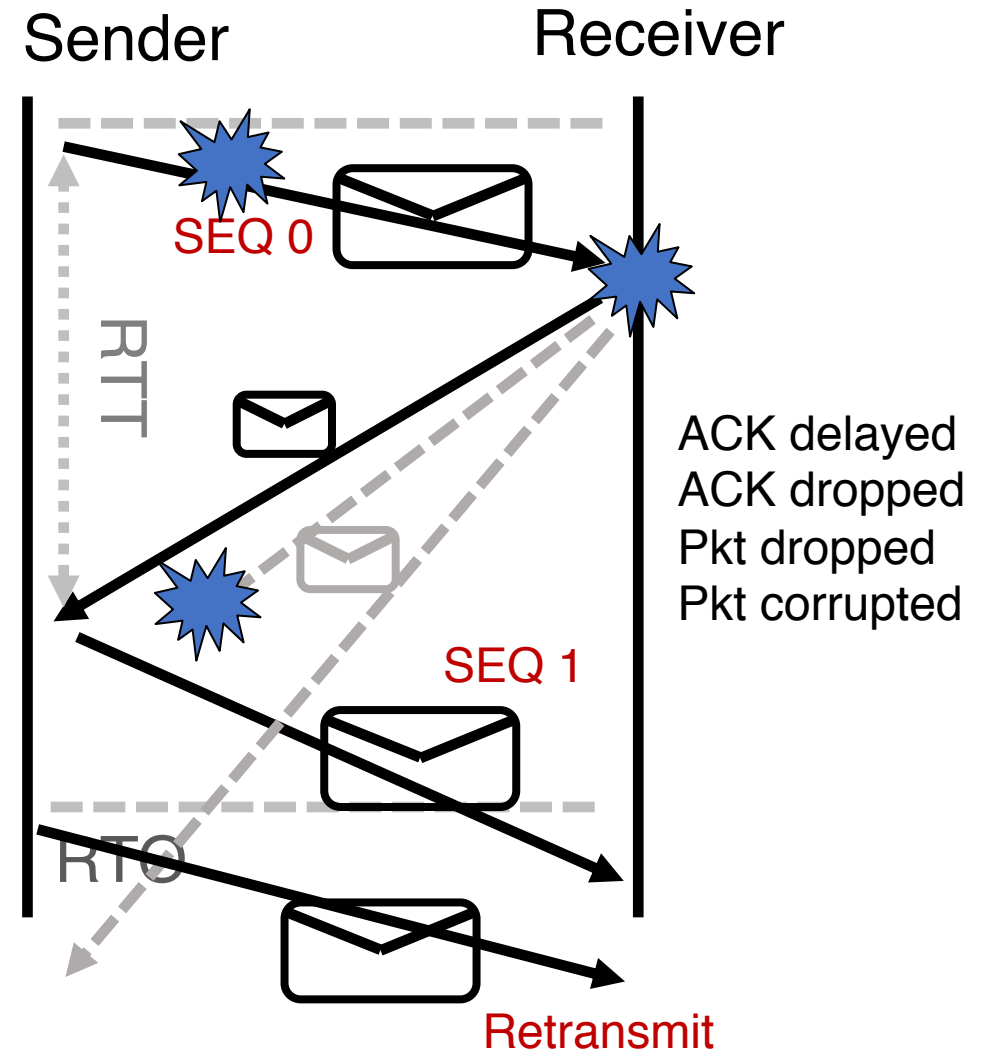 Sender
Receiver
SEQ 0
RTT
ACK delayed
ACK dropped
Pkt dropped
Pkt corrupted
SEQ 1
RTO
Retransmit